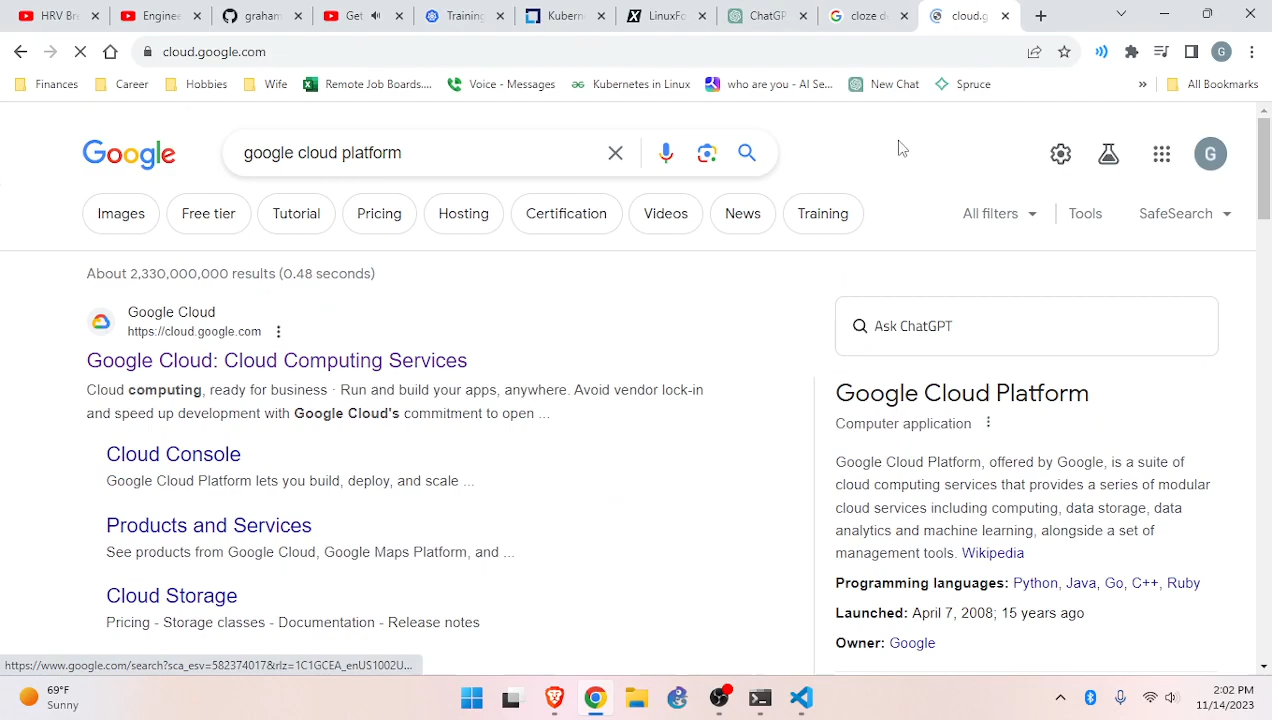 HRV Bre
Engine
graham
Get
Training
Kubern
LinuxFo
ChatGP
cloze d
cloud.g
cloud.google.com
G
Finances
Career
Hobbies
Wife
Remote Job Boards....
Voice - Messages
Kubernetes in Linux
who are you - AI Se...
New Chat
Spruce
»
All Bookmarks
Google
google cloud platform
G
Images
Free tier
Tutorial
Pricing
Hosting
Certification
Videos
News
Training
All filters
Tools
SafeSearch
About 2,330,000,000 results (0.48 seconds)
Google Cloud
https://cloud.google.com
Google Cloud: Cloud Computing Services
Cloud computing, ready for business · Run and build your apps, anywhere. Avoid vendor lock-in
and speed up development with Google Cloud's commitment to open ...
Cloud Console
Google Cloud Platform lets you build, deploy, and scale ...
Products and Services
See products from Google Cloud, Google Maps Platform, and ...
Cloud Storage
Pricing - Storage classes - Documentation - Release notes
Ask ChatGPT
Google Cloud Platform
Computer application
Google Cloud Platform, offered by Google, is a suite of
cloud computing services that provides a series of modular
cloud services including computing, data storage, data
analytics and machine learning, alongside a set of
management tools. Wikipedia
Programming languages: Python, Java, Go, C++, Ruby
Launched: April 7, 2008; 15 years ago
Owner: Google
https://www.google.com/search?sca_esv=582374017&rlz=1C1GCEA_enUS1002U...
69°F
Sunny
2:02 PM
11/14/2023